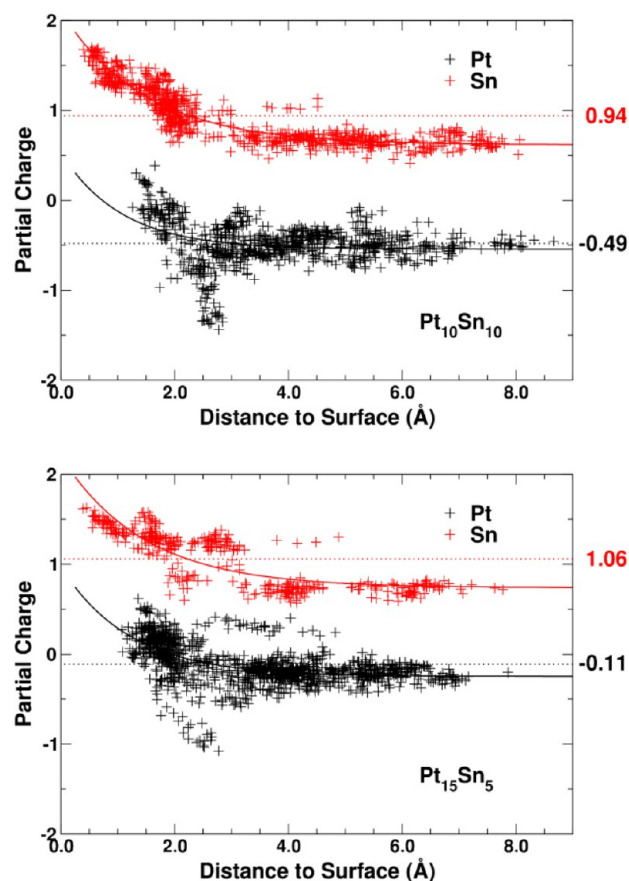 2
Pt
Sn
1
0.94
Partial Charge
0
-0.49
-1
Pt10Sn10
-2
0.0 2.0 4.0 6.0 8.0
Distance to Surface (Å)
2
Pt
Sn
1
1.06
Partial Charge
0
-0.11
-1
Pt15Sn5
-2
0.0 2.0 4.0 6.0 8.0
Distance to Surface (Å)